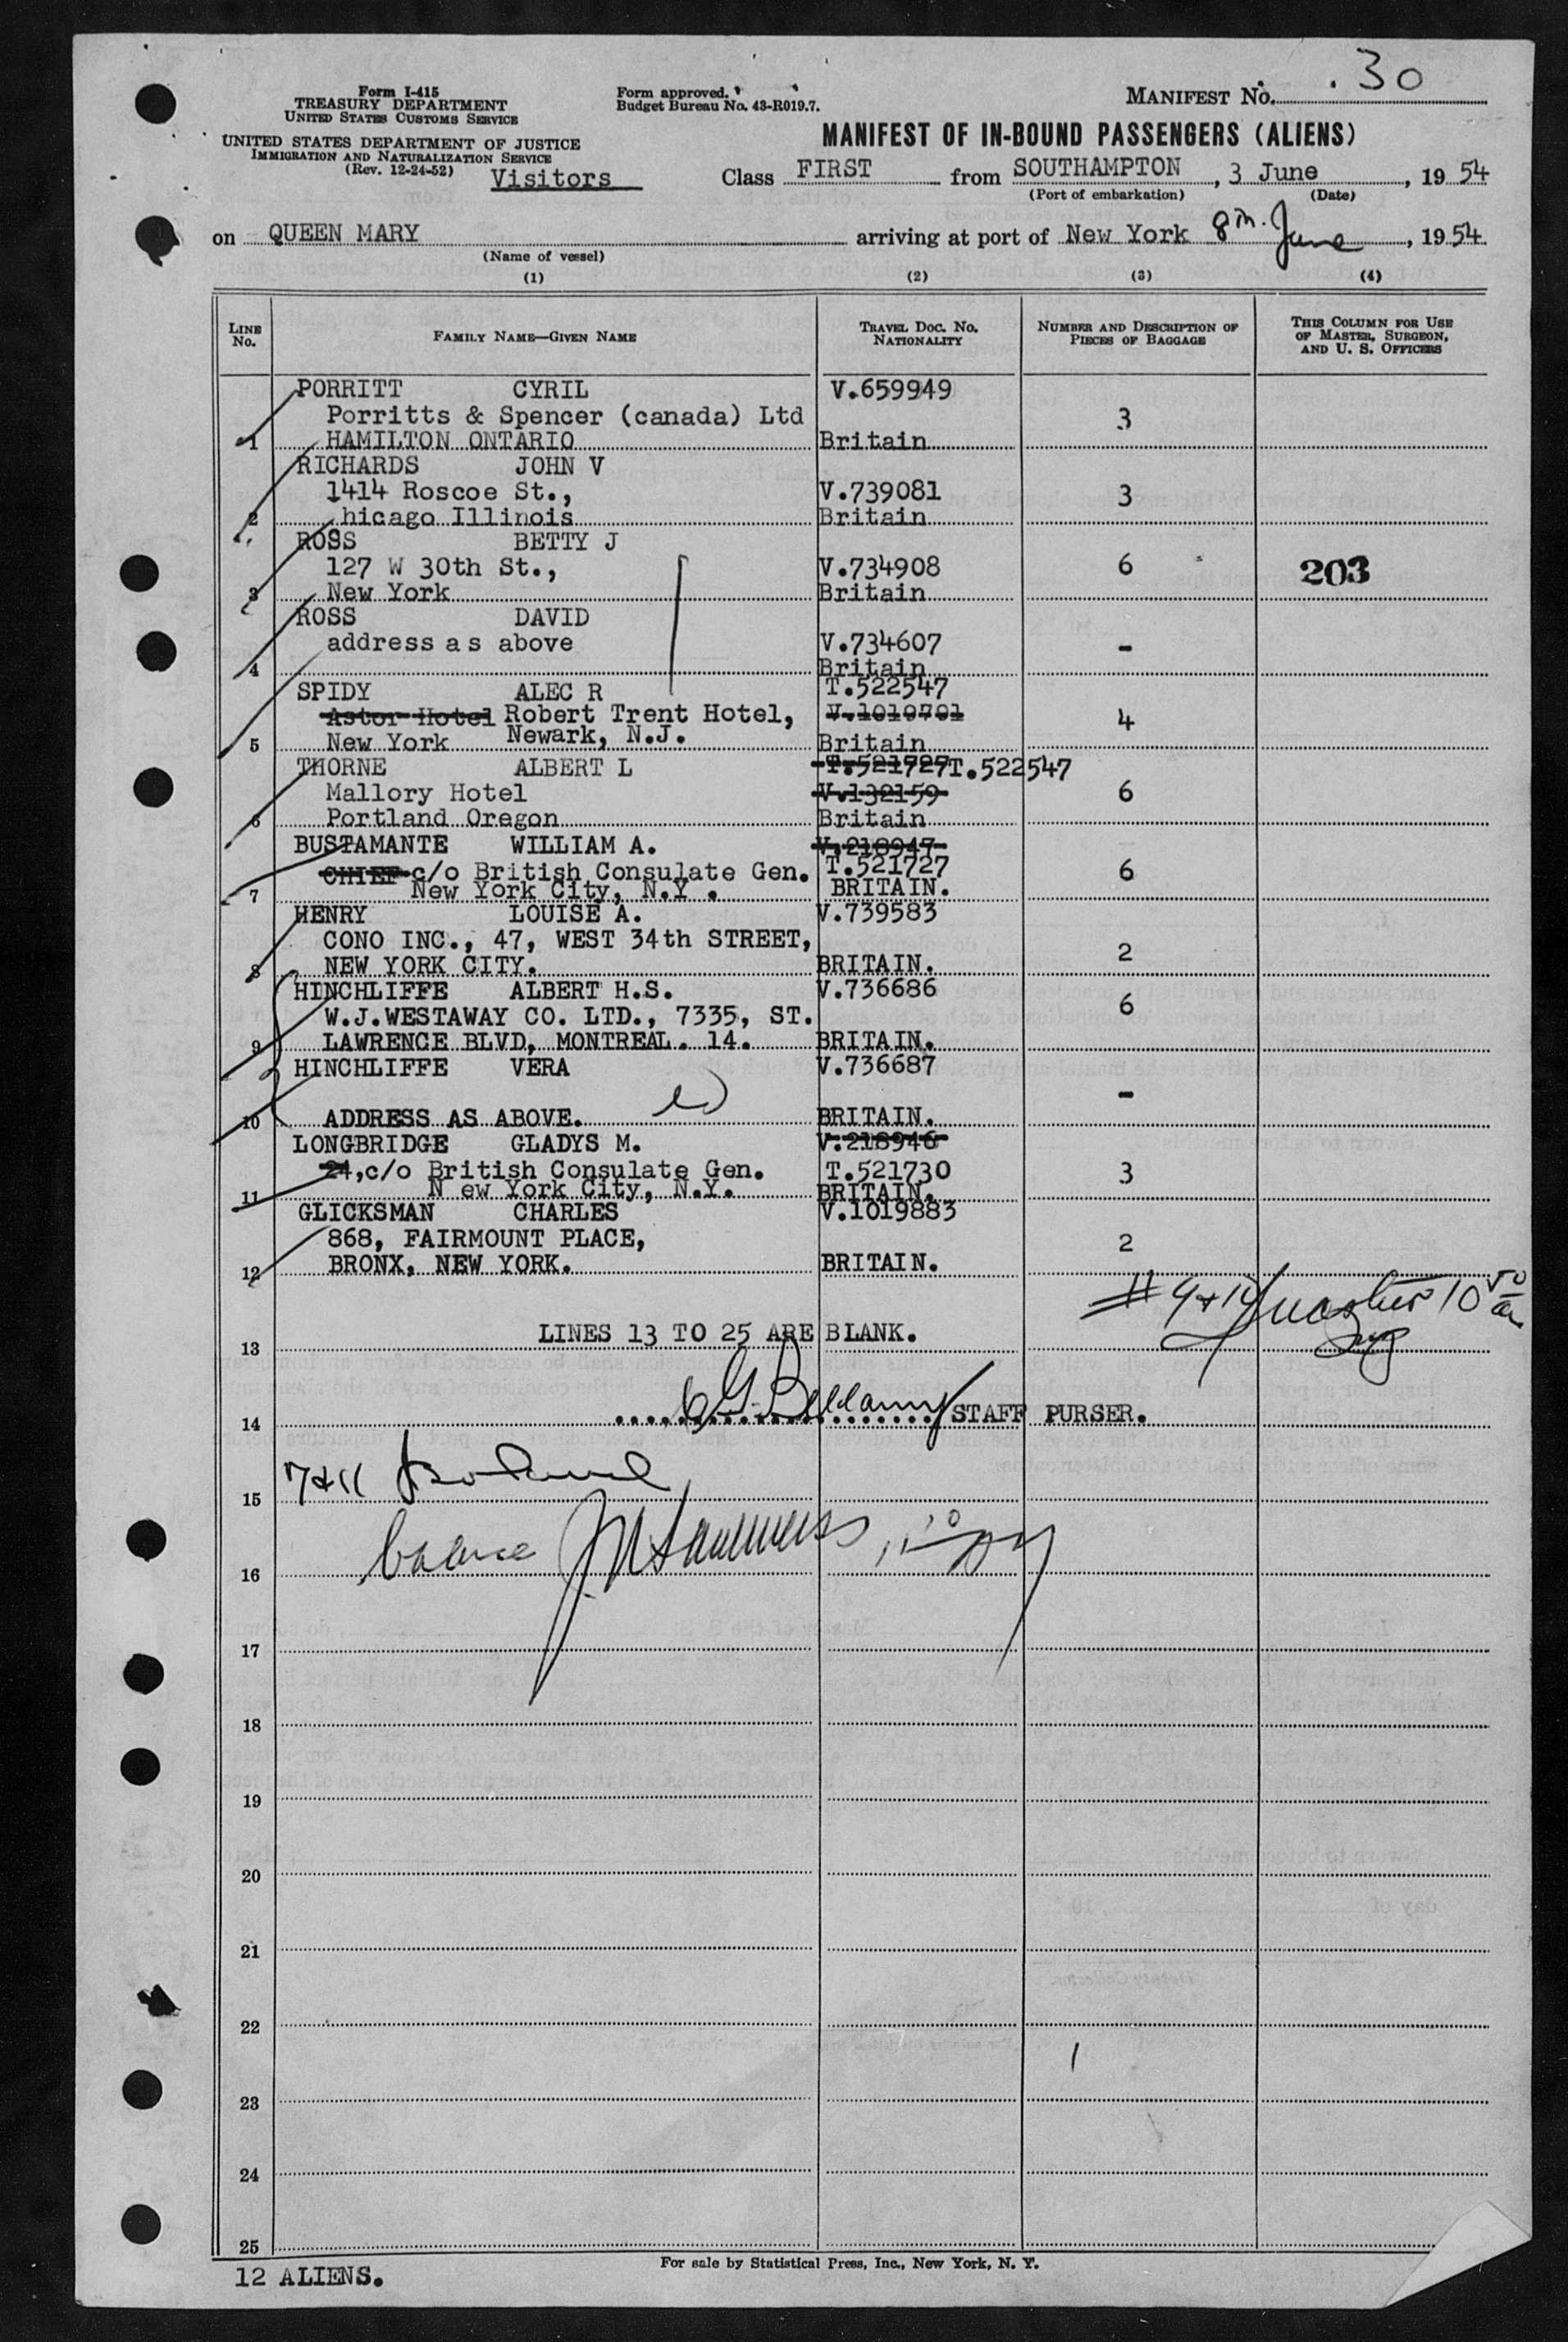 30
Form I-415
TREASURY DEPARTMENT
UNITED STATES CUSTOMS SERVICE
Form approved.
Budget Bureau No. 43-R019.7.
MANIFEST NO.
UNITED STATES DEPARTMENT OF JUSTICE
IMMIGRATION AND NATURALIZATION SERVICE
(Rev. 12-24-52)
Visitors
MANIFEST OF IN-BOUND PASSENGERS (ALIENS)
Class FIRST from SOUTHAMPTON, 3 June, 1954
(Port of embarkation) (Date)
on QUEEN MARY arriving at port of New York 8th. June, 1954
(Name of vessel)
(1) (2) (3) (4)
LINE No. FAMILY NAME—GIVEN NAME TRAVEL DOC. NO. NATIONALITY NUMBER AND DESCRIPTION OF PIECES OF BAGGAGE THIS COLUMN FOR USE OF MASTER, SURGEON, AND U. S. OFFICERS
PORRITT CYRIL V.659949
Porritts & Spencer (canada) Ltd 3
1 HAMILTON ONTARIO Britain
RICHARDS JOHN V
1414 Roscoe St., V.739081 3
2 hicago Illinois Britain
ROSS BETTY J
127 W 30th St., V.734908 6 203
3 New York Britain
ROSS DAVID
address as above V.734607 -
4 Britain
SPIDY ALEC R T.522547
Astor Hotel Robert Trent Hotel, V.1019701 4
5 New York Newark, N.J. Britain
THORNE ALBERT L T.521727 T.522547
Mallory Hotel V.132159 6
6 Portland Oregon Britain
BUSTAMANTE WILLIAM A. V.218947
CHIEF c/o British Consulate Gen. T.521727 6
7 New York City, N.Y . BRITAIN.
HENRY LOUISE A. V.739583
CONO INC., 47, WEST 34th STREET, 2
8 NEW YORK CITY. BRITAIN.
HINCHLIFFE ALBERT H.S. V.736686
W.J.WESTAWAY CO. LTD., 7335, ST. 6
9 LAWRENCE BLVD, MONTREAL. 14. BRITAIN.
HINCHLIFFE VERA V.736687
-
10 ADDRESS AS ABOVE. BRITAIN.
LONGBRIDGE GLADYS M. V.218946
24,c/o British Consulate Gen. T.521730 3
11 N ew York City, N.Y. BRITAIN.
GLICKSMAN CHARLES V.1019883
868, FAIRMOUNT PLACE, 2
12 BRONX, NEW YORK. BRITAIN.
13 LINES 13 TO 25 ARE BLANK.
14 Bellamy STAFF PURSER.
7+11
15
balance
16
17
18
19
20
21
22
23
24
25
12 ALIENS.
For sale by Statistical Press, Inc., New York, N. Y.